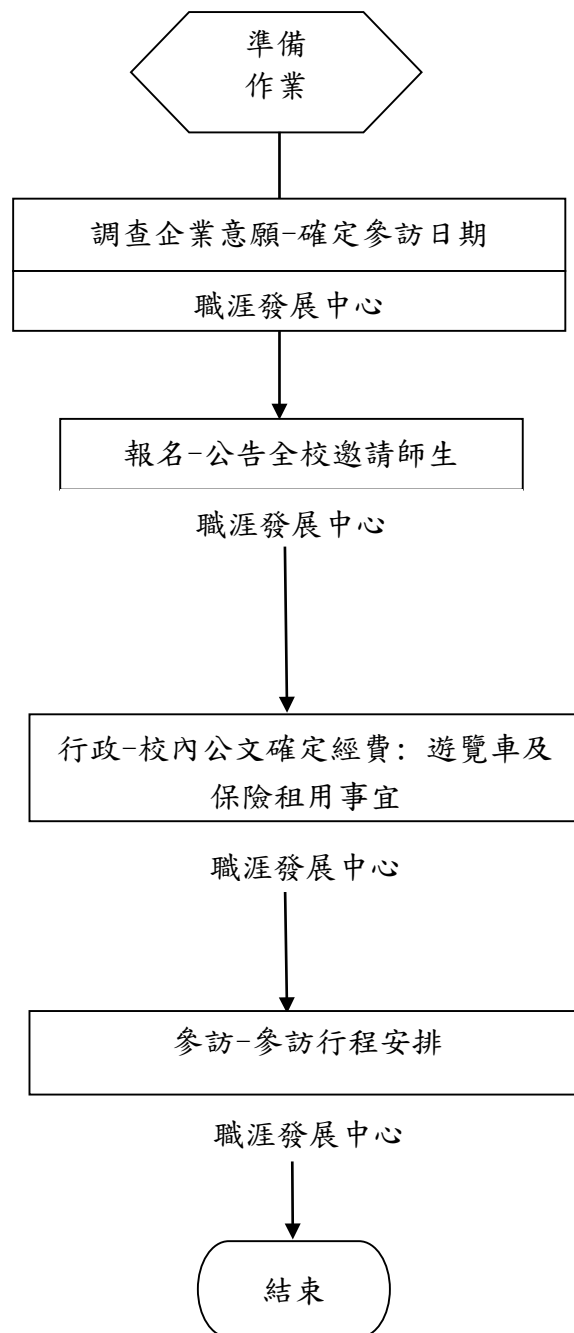 準備
作業
調查企業意願-確定參訪日期
職涯發展中心
報名-公告全校邀請師生
職涯發展中心
行政-校內公文確定經費: 遊覽車及
保險租用事宜
職涯發展中心
參訪-參訪行程安排
職涯發展中心
結束